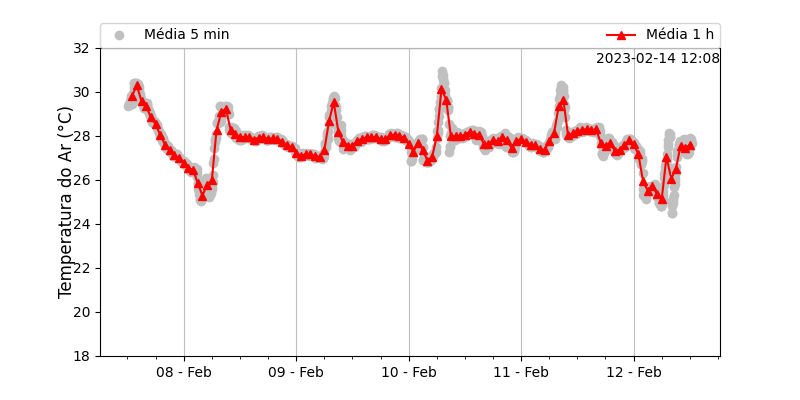 Média 5 min
Média 1 h
2023-02-14 12:08
Temperatura do Ar (°C)
32
30
28
26
24
22
20
18
08 - Feb
09 - Feb
10 - Feb
11 - Feb
12 - Feb